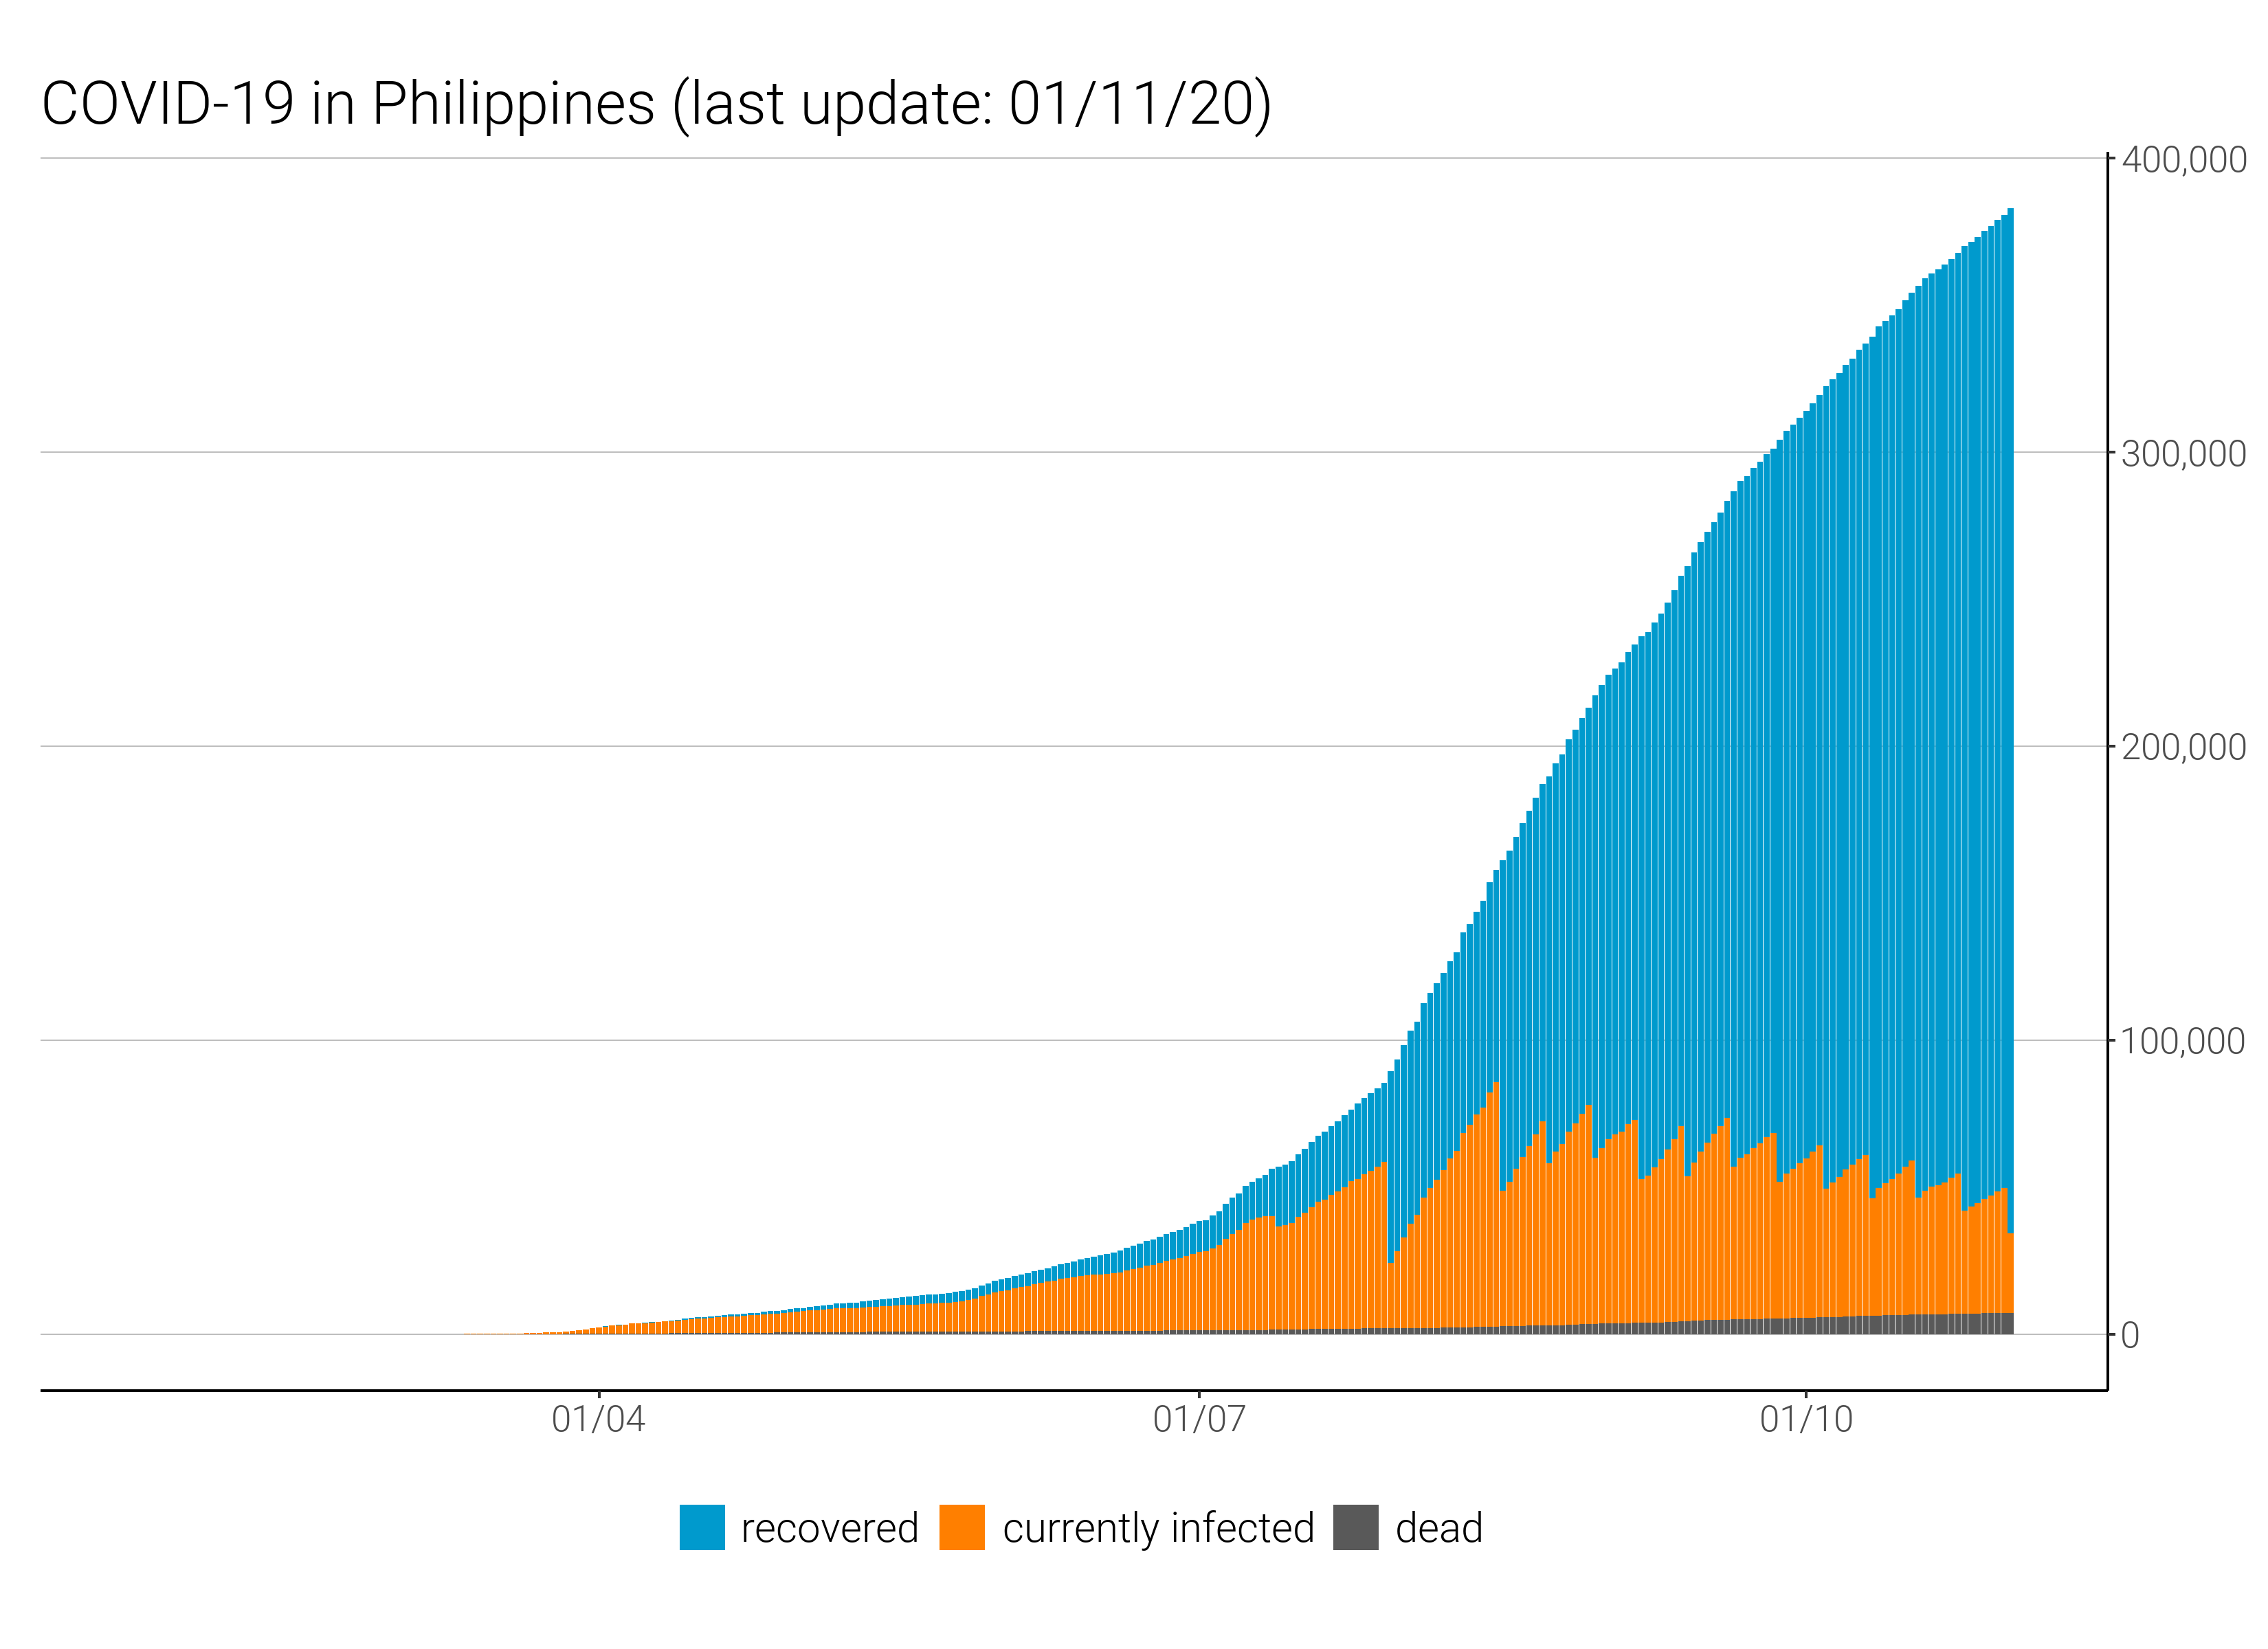 COVID-19 in Philippines (last update: 01/11/20)
400,000
300,000
200,000
100,000
0
01/04 01/07 01/10
recovered currently infected dead